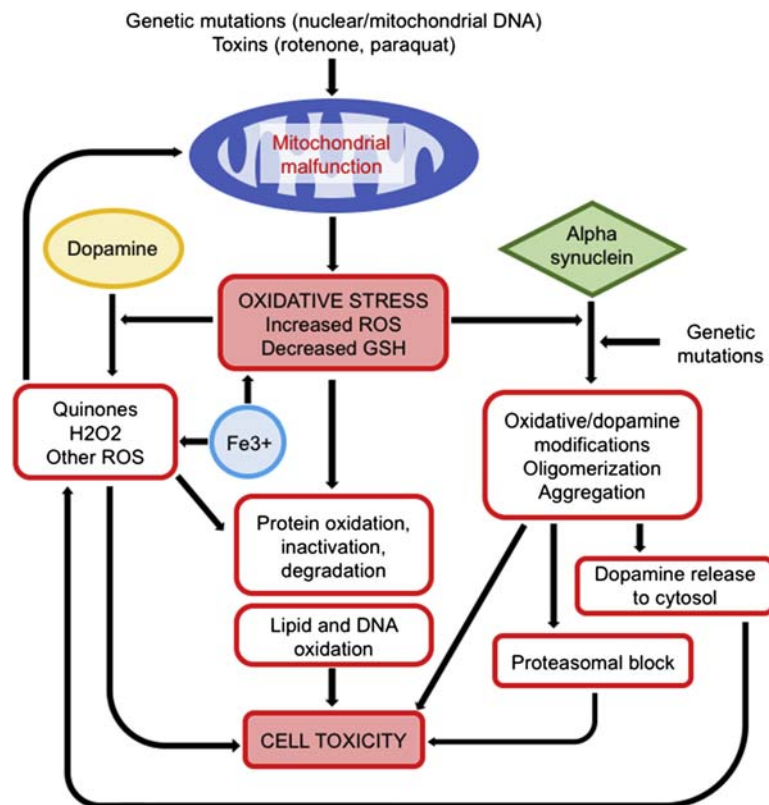 Genetic mutations (nuclear/mitochondrial DNA)
Toxins (rotenone, paraquat)
Mitochondrial
malfunction
Dopamine
Alpha
synuclein
OXIDATIVE STRESS
Increased ROS
Decreased GSH
Genetic
mutations
Quinones
H2O2
Other ROS
Fe3+
Oxidative/dopamine
modifications
Oligomerization
Aggregation
Protein oxidation,
inactivation,
degradation
Dopamine release
to cytosol
Lipid and DNA
oxidation
Proteasomal block
CELL TOXICITY